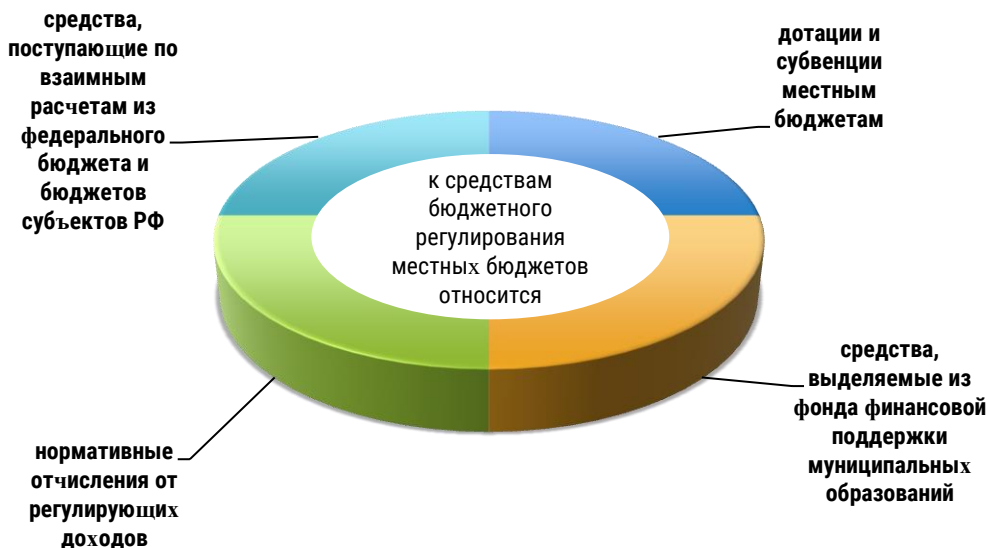 средства,
поступающие по
взаимным
расчетам из
федерального
бюджета и
бюджетов
субъектов РФ
дотации и
субвенции
местным
бюджетам
к средствам
бюджетного
регулирования
местных бюджетов
относится
средства,
выделяемые из
фонда финансовой
поддержки
муниципальных
образований
нормативные
отчисления от
регулирующих
доходов